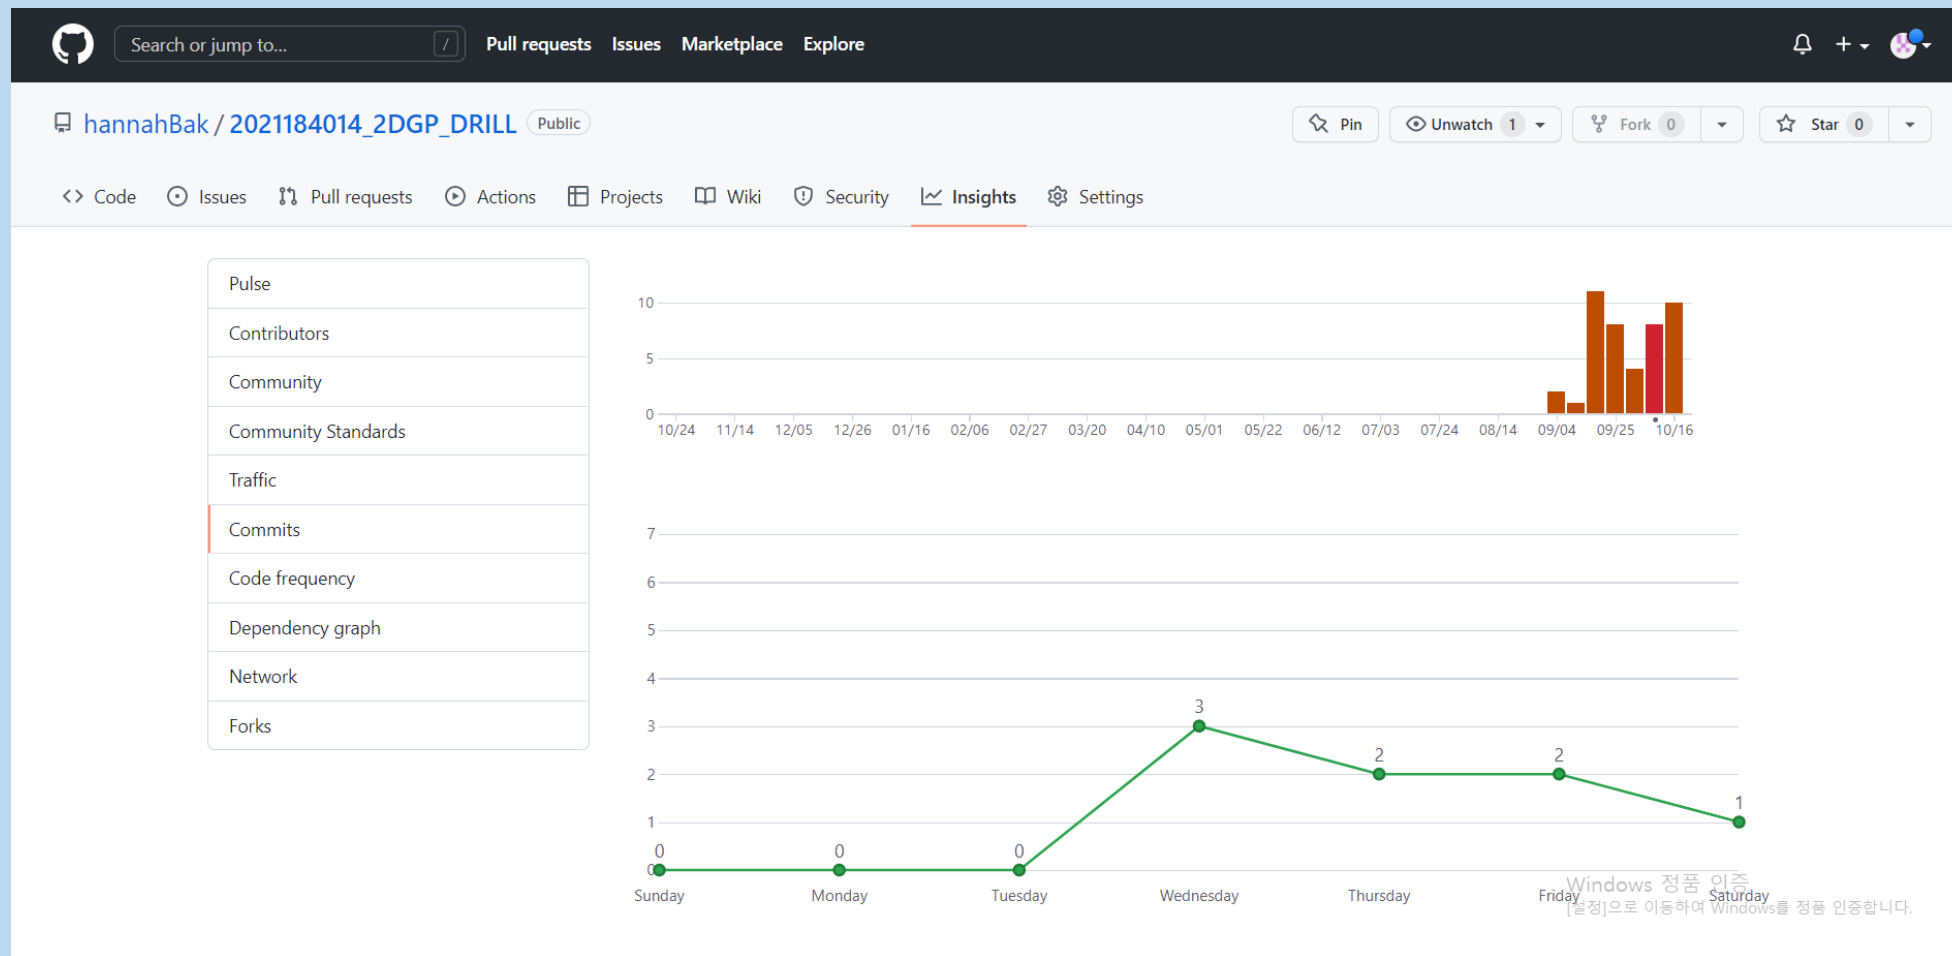 Search or jump to... / Pull requests Issues Marketplace Explore
hannahBak / 2021184014_2DGP_DRILL Public Pin Unwatch 1 Fork 0 Star 0
Code Issues Pull requests Actions Projects Wiki Security Insights Settings
Pulse
Contributors
Community
Community Standards
Traffic
Commits
Code frequency
Dependency graph
Network
Forks
10
5
0
10/24 11/14 12/05 12/26 01/16 02/06 02/27 03/20 04/10 05/01 05/22 06/12 07/03 07/24 08/14 09/04 09/25 10/16
7
6
5
4
3
3
2 2
2
1
1
0 0 0
0
Sunday Monday Tuesday Wednesday Thursday Friday Saturday
Windows 정품 인증
[설정]으로 이동하여 Windows를 정품 인증합니다.